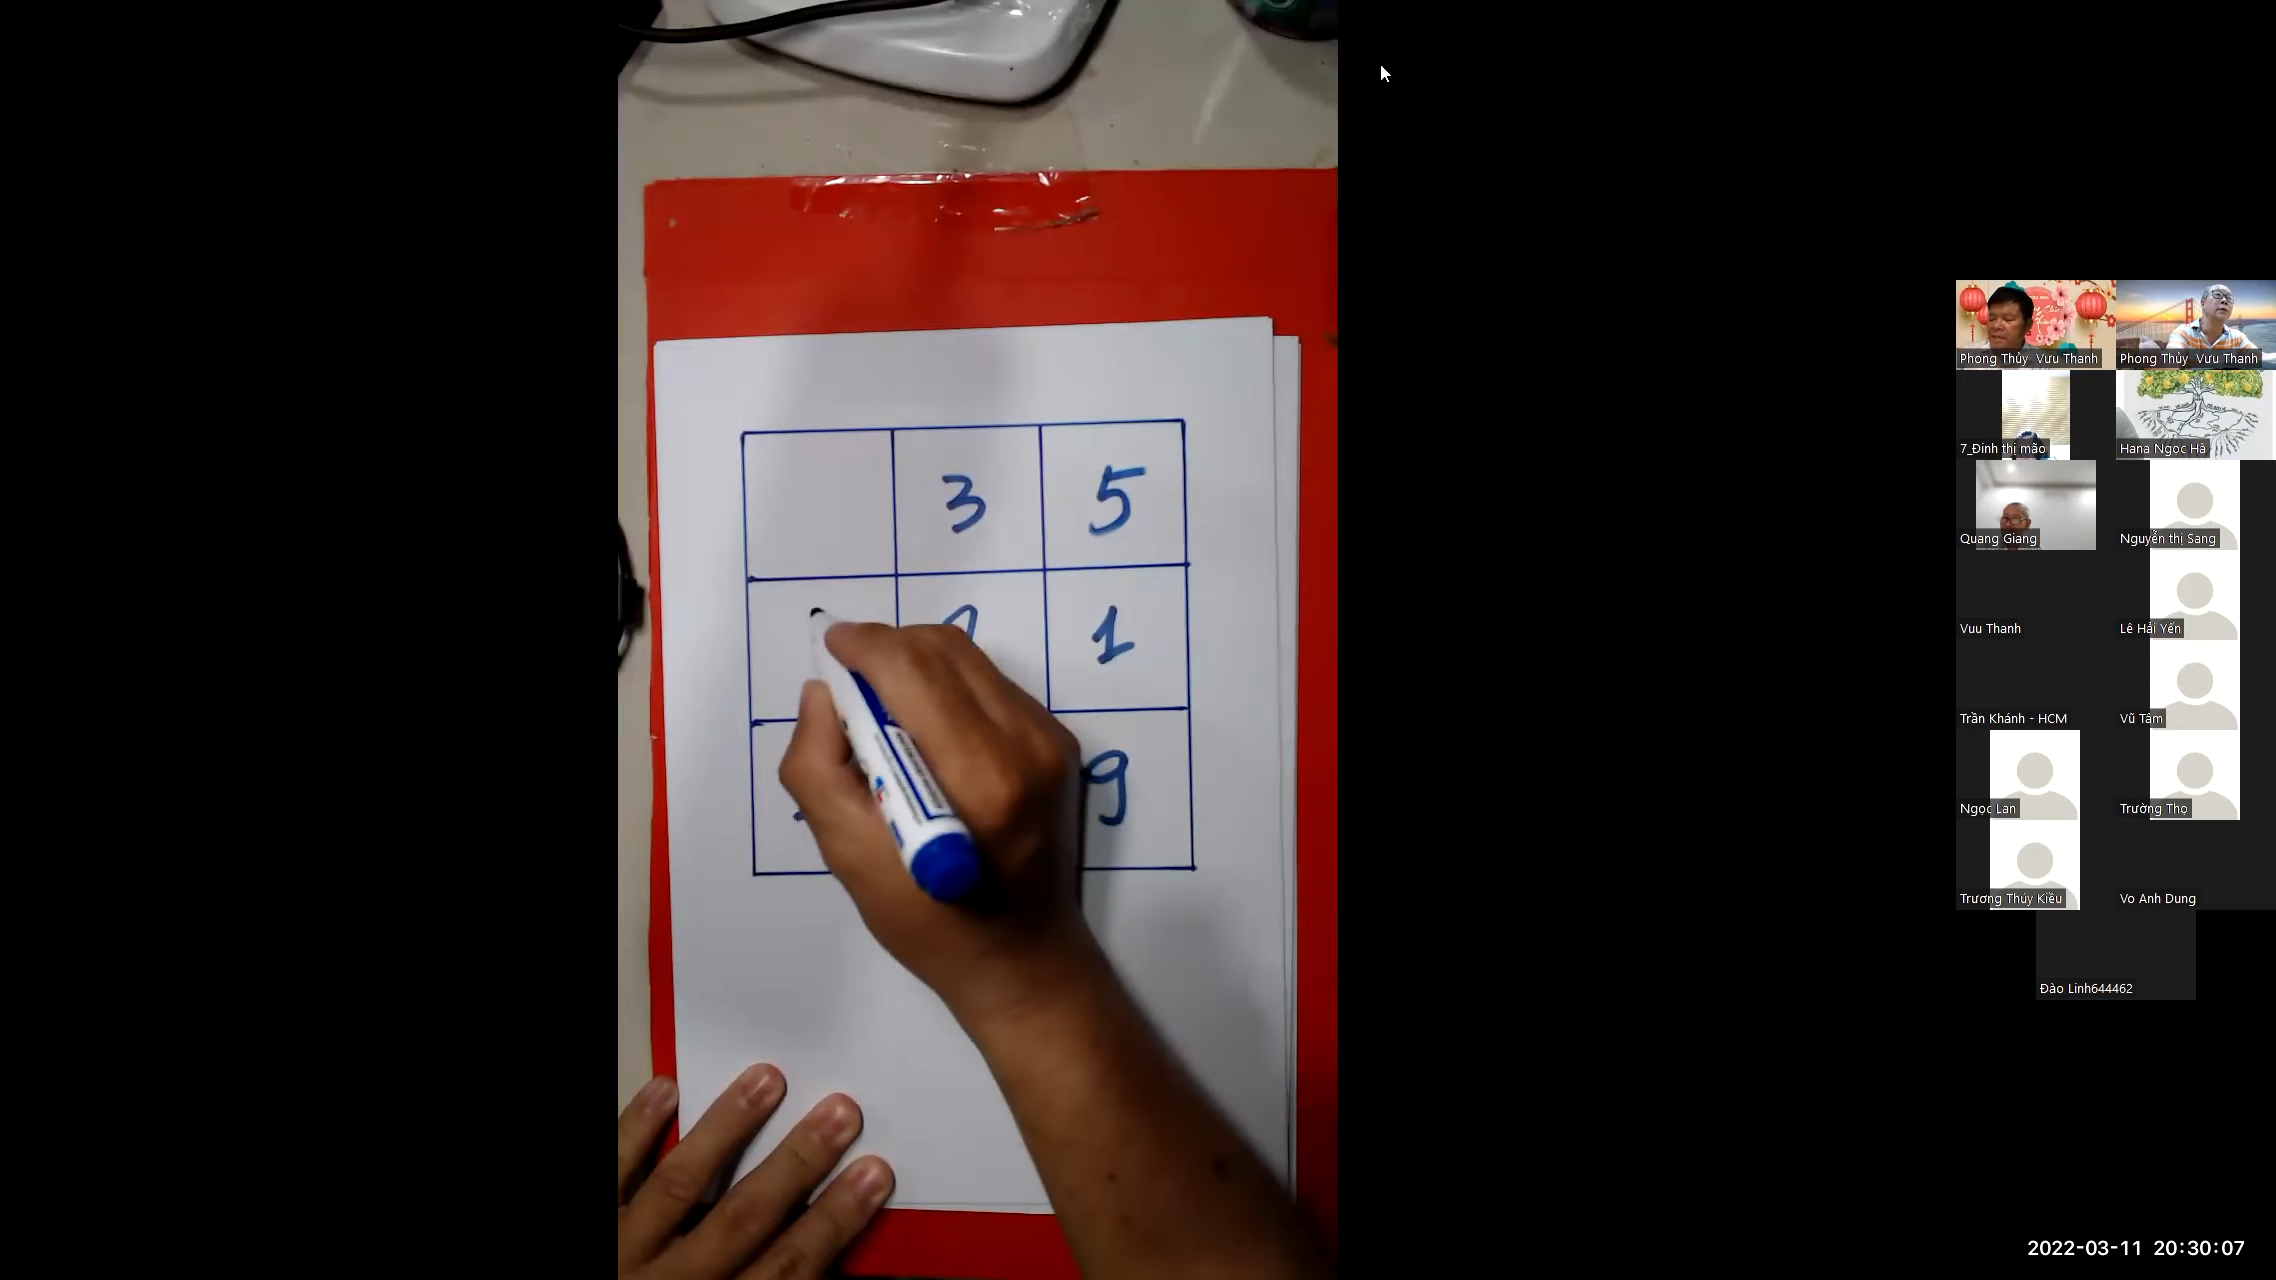 3 5
1
9
Phong Thủy Vưu Thanh
Phong Thủy Vưu Thanh
7_Đinh thị mão
Hana Ngọc Hà
Quang Giang
Nguyễn thị Sang
Vuu Thanh
Lê Hải Yến
Trần Khánh - HCM
Vũ Tâm
Ngọc Lan
Trường Thọ
Trương Thúy Kiều
Vo Anh Dung
Đào Linh644462
2022-03-11 20:30:07